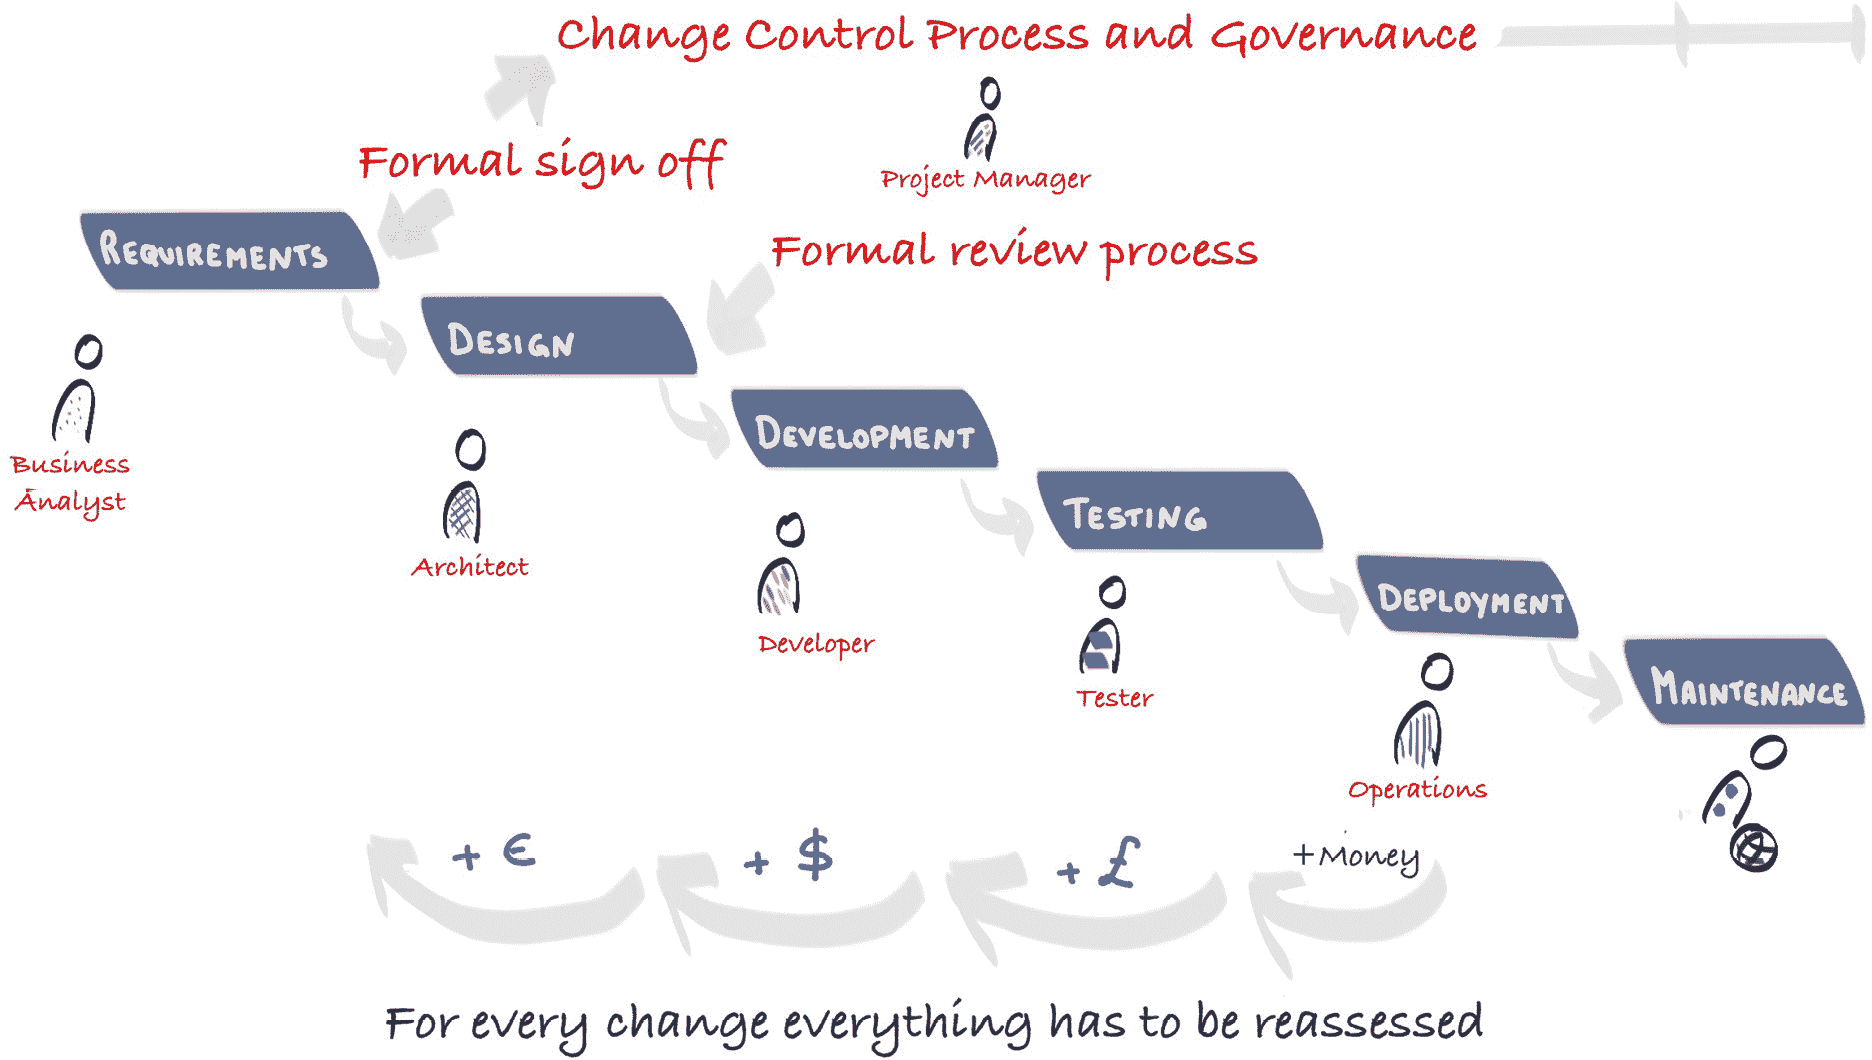 Change Control Process and Governance
Formal sign off
Project Manager
Formal review process
REQUIREMENTS
DESIGN
DEVELOPMENT
TESTING
DEPLOYMENT
MAINTENANCE
Business
Analyst
Architect
Developer
Tester
Operations
+ €
+ $
+ £
+Money
For every change everything has to be reassessed